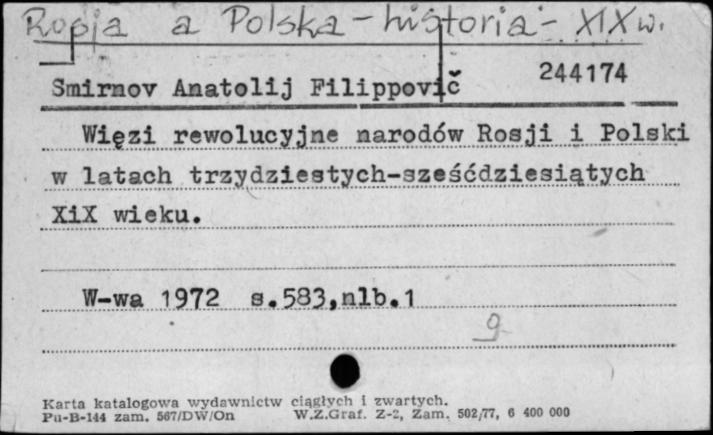 Rosja a Polska - historia - XIX w.
Smirnov Anatolij Filippovič 244174
Więzi rewolucyjne narodów Rosji i Polski
w latach trzydziestych-sześćdziesiątych
XiX wieku.
W-wa 1972 s.583,nlb.1
g
Karta katalogowa wydawnictw ciągłych i zwartych.
Pu-B-144 zam. 567/DW/On W.Z.Graf. Z-2, Zam. 502/77, 6 400 000